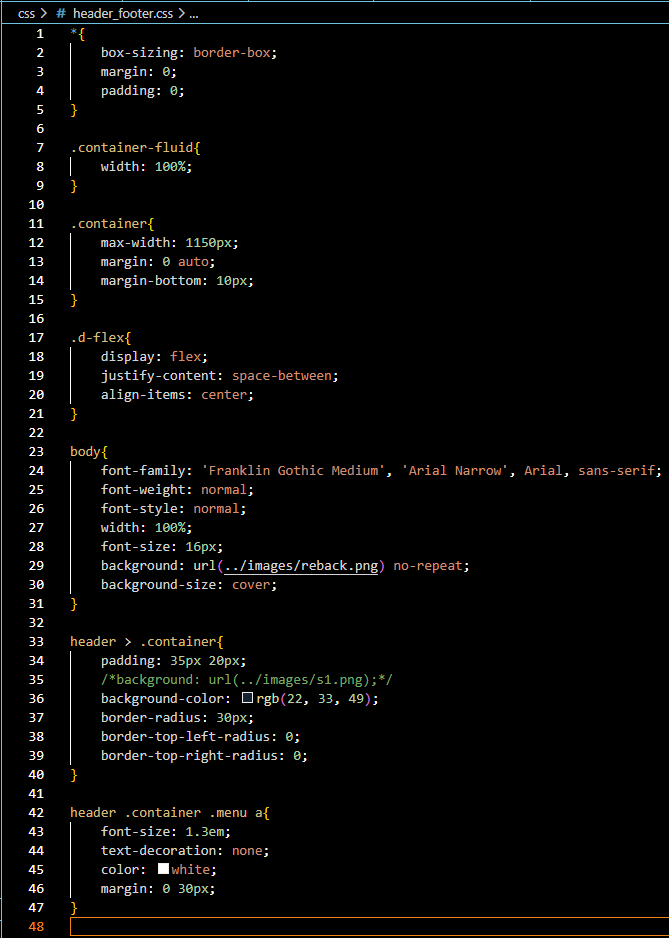 css > # header_footer.css > ...
1 *{
2     box-sizing: border-box;
3     margin: 0;
4     padding: 0;
5 }
6
7 .container-fluid{
8     width: 100%;
9 }
10
11 .container{
12     max-width: 1150px;
13     margin: 0 auto;
14     margin-bottom: 10px;
15 }
16
17 .d-flex{
18     display: flex;
19     justify-content: space-between;
20     align-items: center;
21 }
22
23 body{
24     font-family: 'Franklin Gothic Medium', 'Arial Narrow', Arial, sans-serif;
25     font-weight: normal;
26     font-style: normal;
27     width: 100%;
28     font-size: 16px;
29     background: url(../images/reback.png) no-repeat;
30     background-size: cover;
31 }
32
33 header > .container{
34     padding: 35px 20px;
35     /*background: url(../images/s1.png);*/
36     background-color: rgb(22, 33, 49);
37     border-radius: 30px;
38     border-top-left-radius: 0;
39     border-top-right-radius: 0;
40 }
41
42 header .container .menu a{
43     font-size: 1.3em;
44     text-decoration: none;
45     color: white;
46     margin: 0 30px;
47 }
48